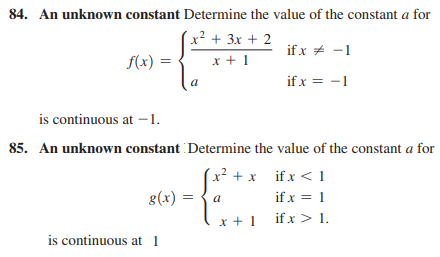 84. An unknown constant Determine the value of the constant a for
f(x) = { x² + 3x + 2 / x + 1 if x ≠ −1
a if x = −1
is continuous at −1.
85. An unknown constant Determine the value of the constant a for
x² + x if x < 1
g(x) = { a if x = 1
x + 1 if x > 1.
is continuous at 1